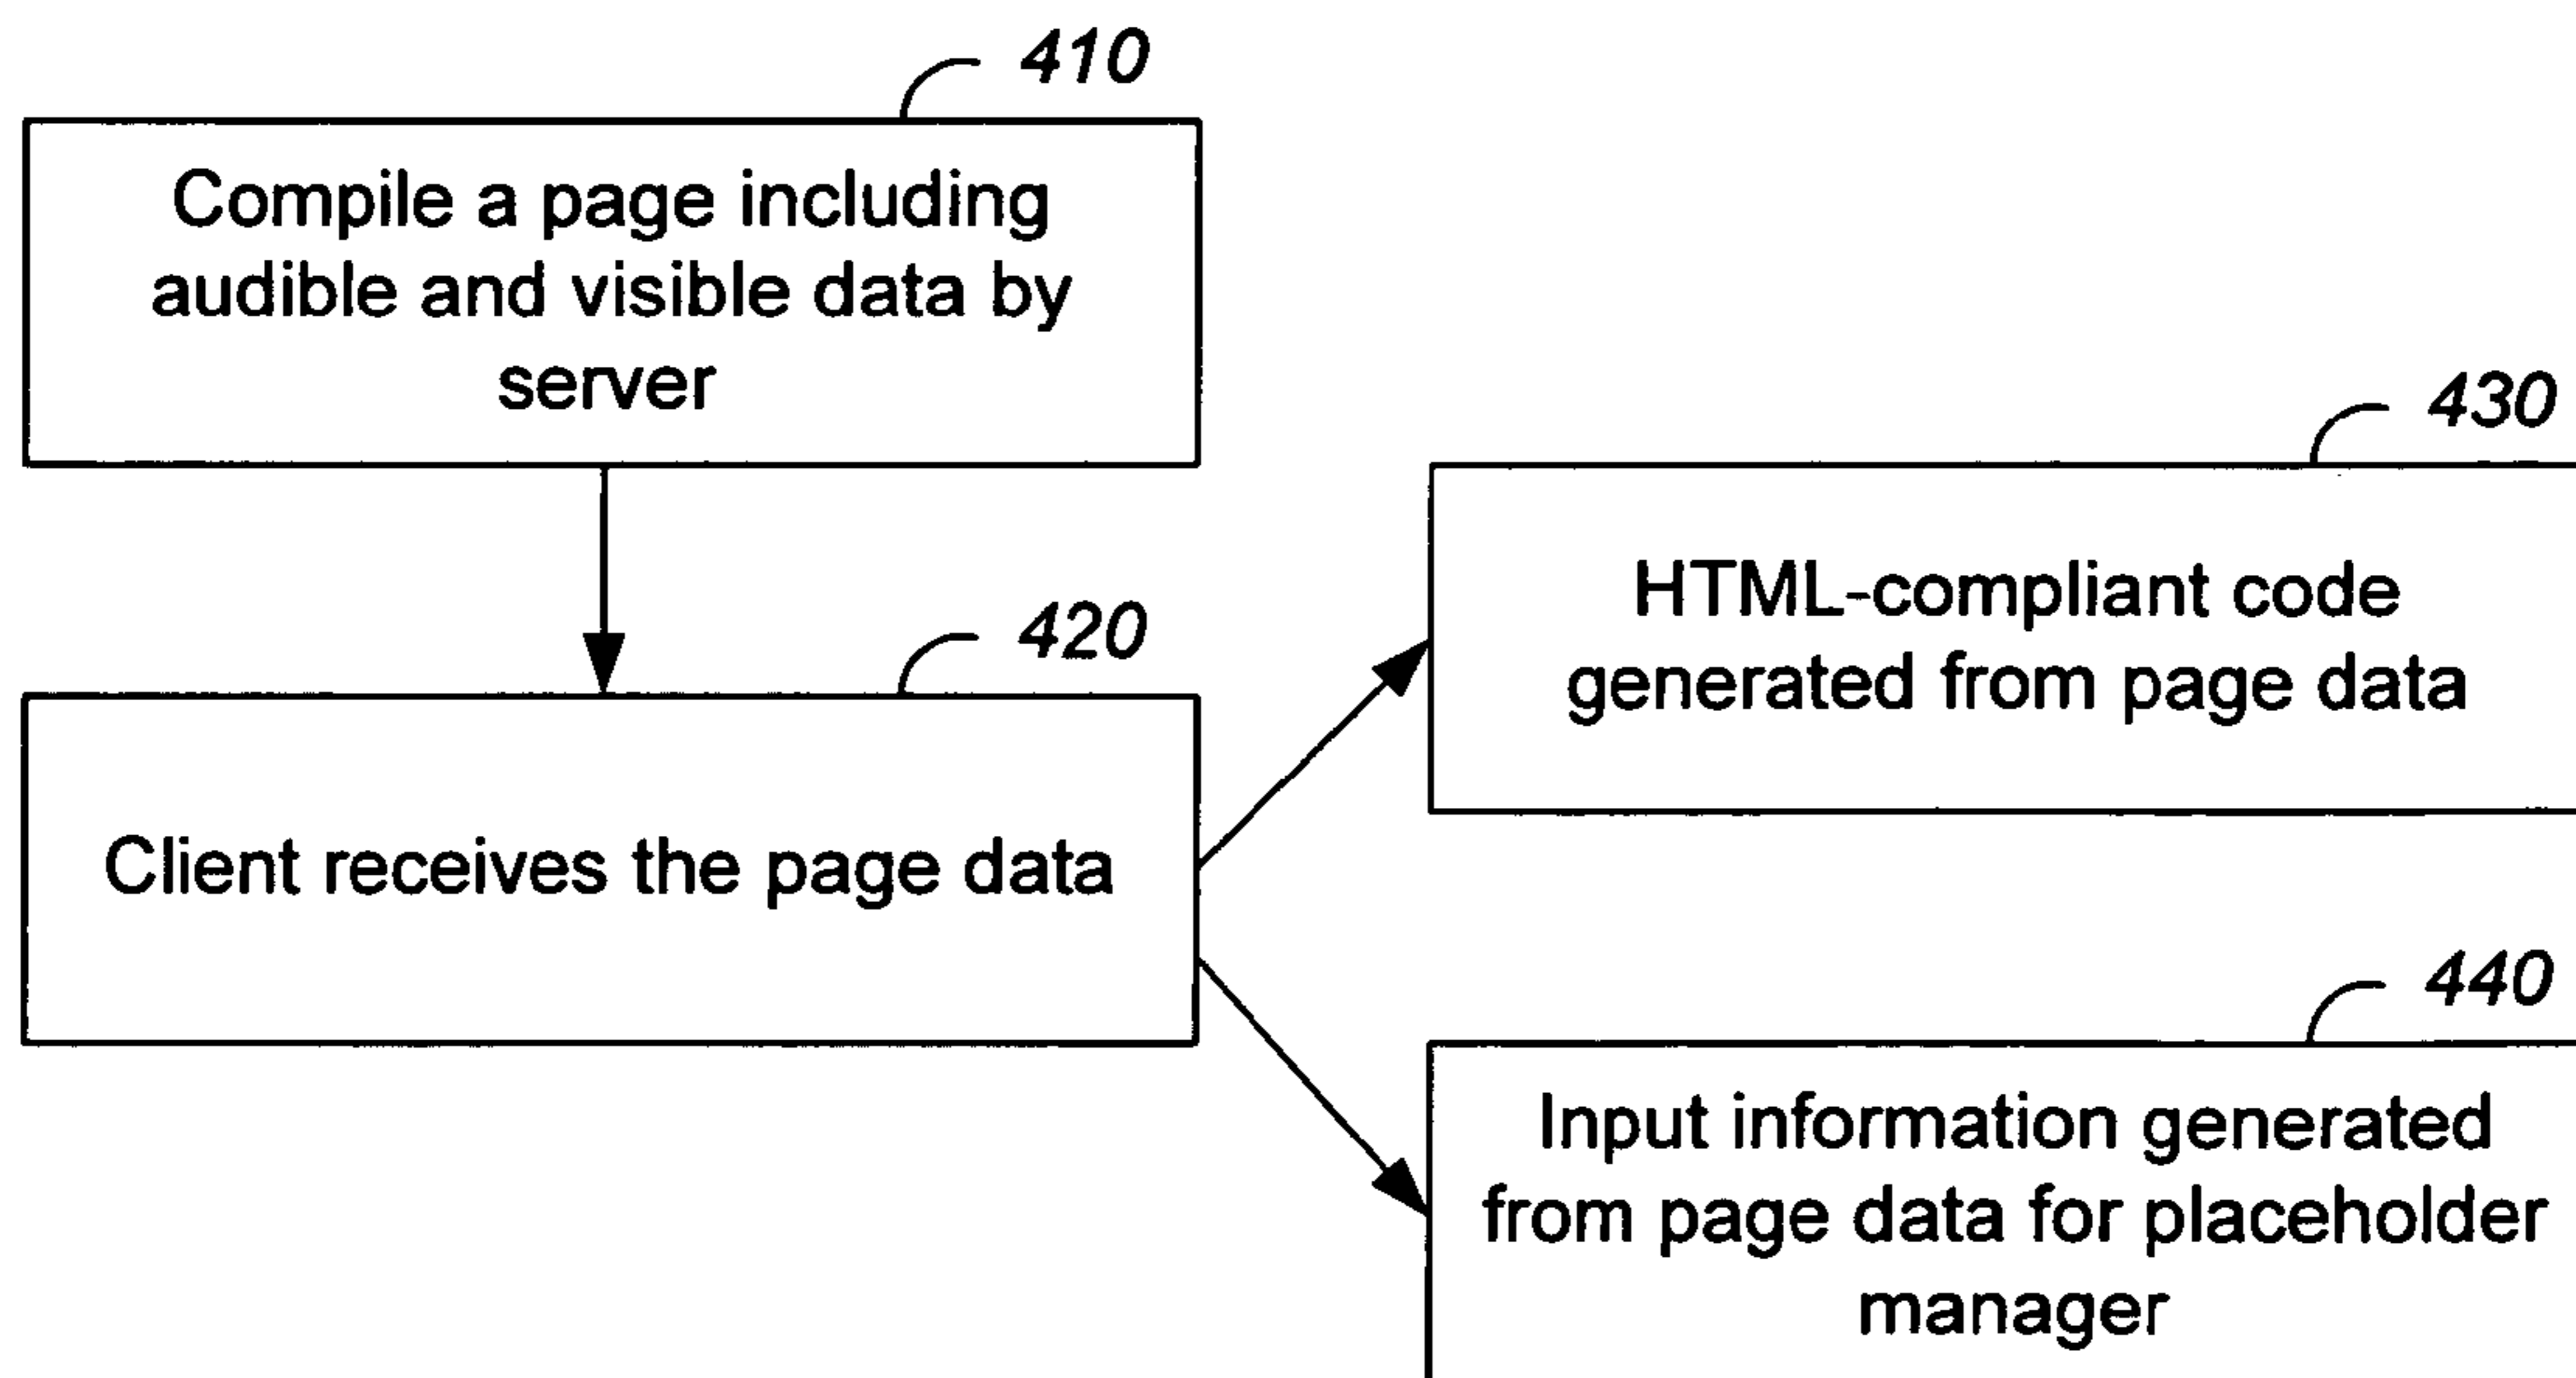 410
Compile a page including
audible and visible data by
server
430
HTML-compliant code
generated from page data
420
Client receives the page data
440
Input information generated
from page data for placeholder
manager